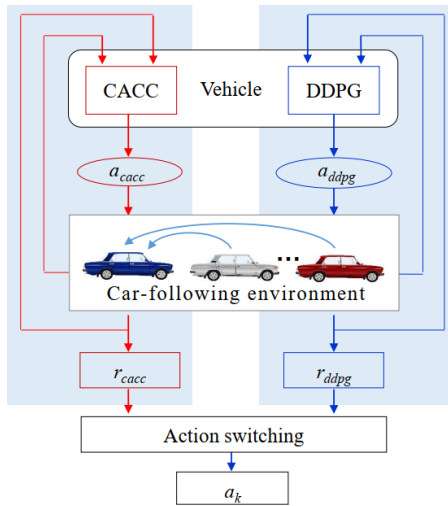 CACC Vehicle DDPG
a_cacc a_ddpg
...
Car-following environment
r_cacc r_ddpg
Action switching
a_k